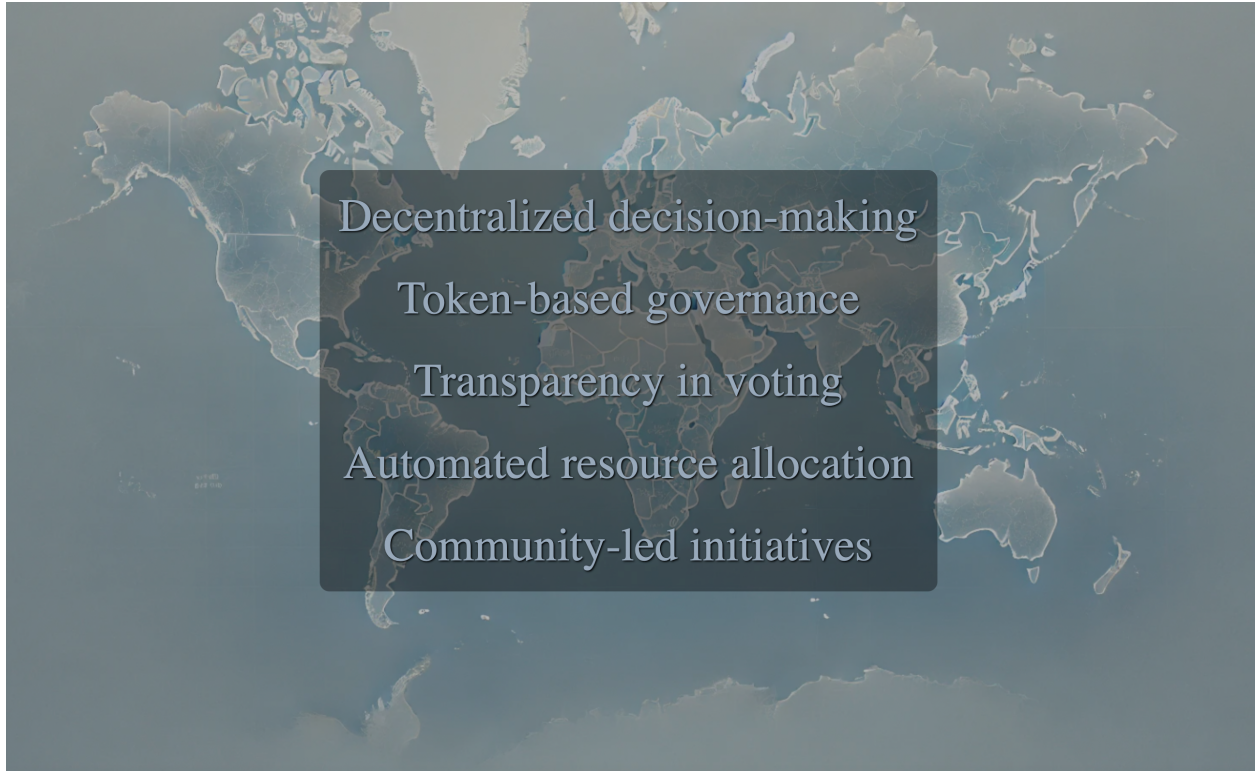 Decentralized decision-making
Token-based governance
Transparency in voting
Automated resource allocation
Community-led initiatives